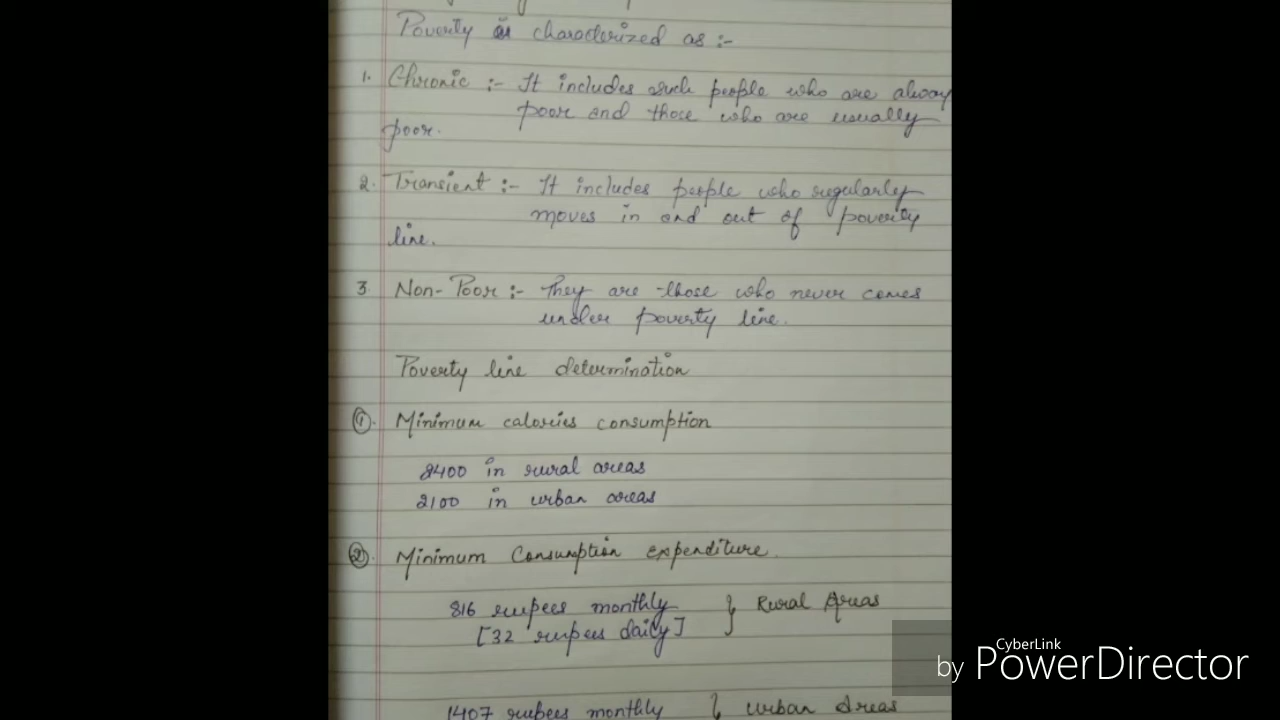 Poverty is characterized as :-
1. Chronic :- It includes such people who are always
poor and those who are usually
poor.
2. Transient :- It includes people who regularly
moves in and out of poverty
line.
3. Non-Poor :- They are those who never comes
under poverty line.
Poverty line determination
①. Minimum calories consumption
2400 in rural areas
2100 in urban areas
②. Minimum Consumption expenditure.
816 rupees monthly } Rural Areas
[32 rupees daily]
1407 rupees monthly } urban Areas
CyberLink
by PowerDirector